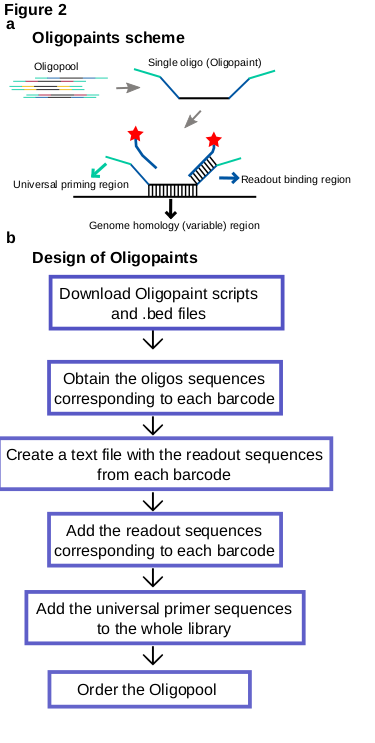 Figure 2
a
Oligopaints scheme
Oligopool
Single oligo (Oligopaint)
Universal priming region
Readout binding region
Genome homology (variable) region
b
Design of Oligopaints
Download Oligopaint scripts
and .bed files
Obtain the oligos sequences
corresponding to each barcode
Create a text file with the readout sequences
from each barcode
Add the readout sequences
corresponding to each barcode
Add the universal primer sequences
to the whole library
Order the Oligopool